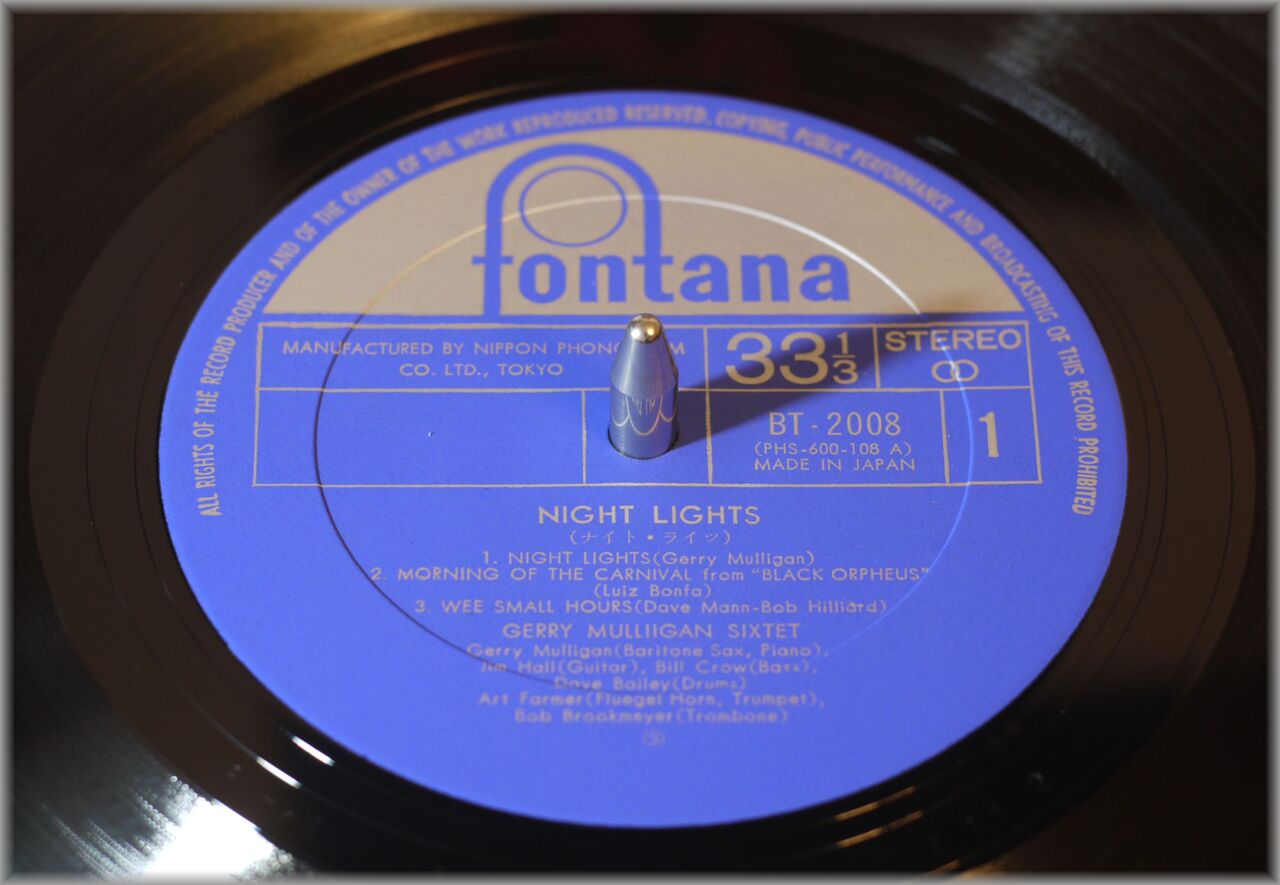 ALL RIGHTS OF THE RECORD PRODUCER AND OF THE OWNER OF THE WORK REPRODUCED RESERVED. COPYING, PUBLIC PERFORMANCE AND BROADCASTING OF THIS RECORD PROHIBITED
fontana
MANUFACTURED BY NIPPON
CO. LTD., TOKYO
33 1/3
STEREO
BT-2008
(PHS-600-108 A)
MADE IN JAPAN
1
NIGHT LIGHTS
(ナイト・ライツ)
1. NIGHT LIGHTS(Gerry Mulligan)
2. MORNING OF THE CARNIVAL from "BLACK ORPHEUS"
(Luiz Bonfa)
3. WEE SMALL HOURS(Dave Mann-Bob Hilliard)
GERRY MULLIIGAN SIXTET
Gerry Mulligan(Baritone Sax, Piano),
Jim Hall(Guitar), Bill Crow(Bass),
Dave Bailey(Drums)
Art Farmer(Fluegel Horn, Trumpet),
Bob Brookmeyer(Trombone)